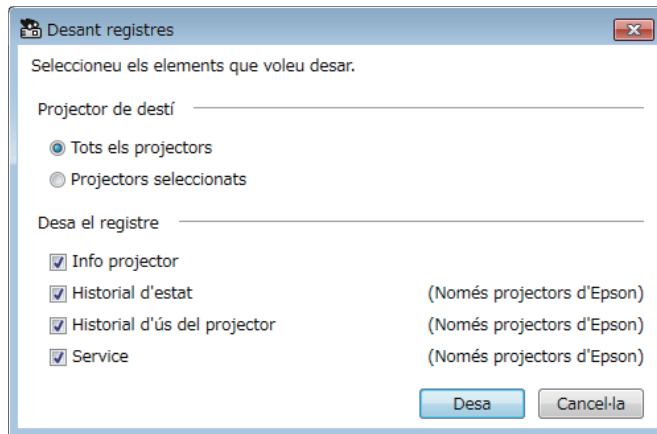 Desant registres
Seleccioneu els elements que voleu desar.
Projector de destí
Tots els projectors
Projectors seleccionats
Desa el registre
Info projector
Historial d'estat (Només projectors d'Epson)
Historial d'ús del projector (Només projectors d'Epson)
Service (Només projectors d'Epson)
Desa Cancel·la